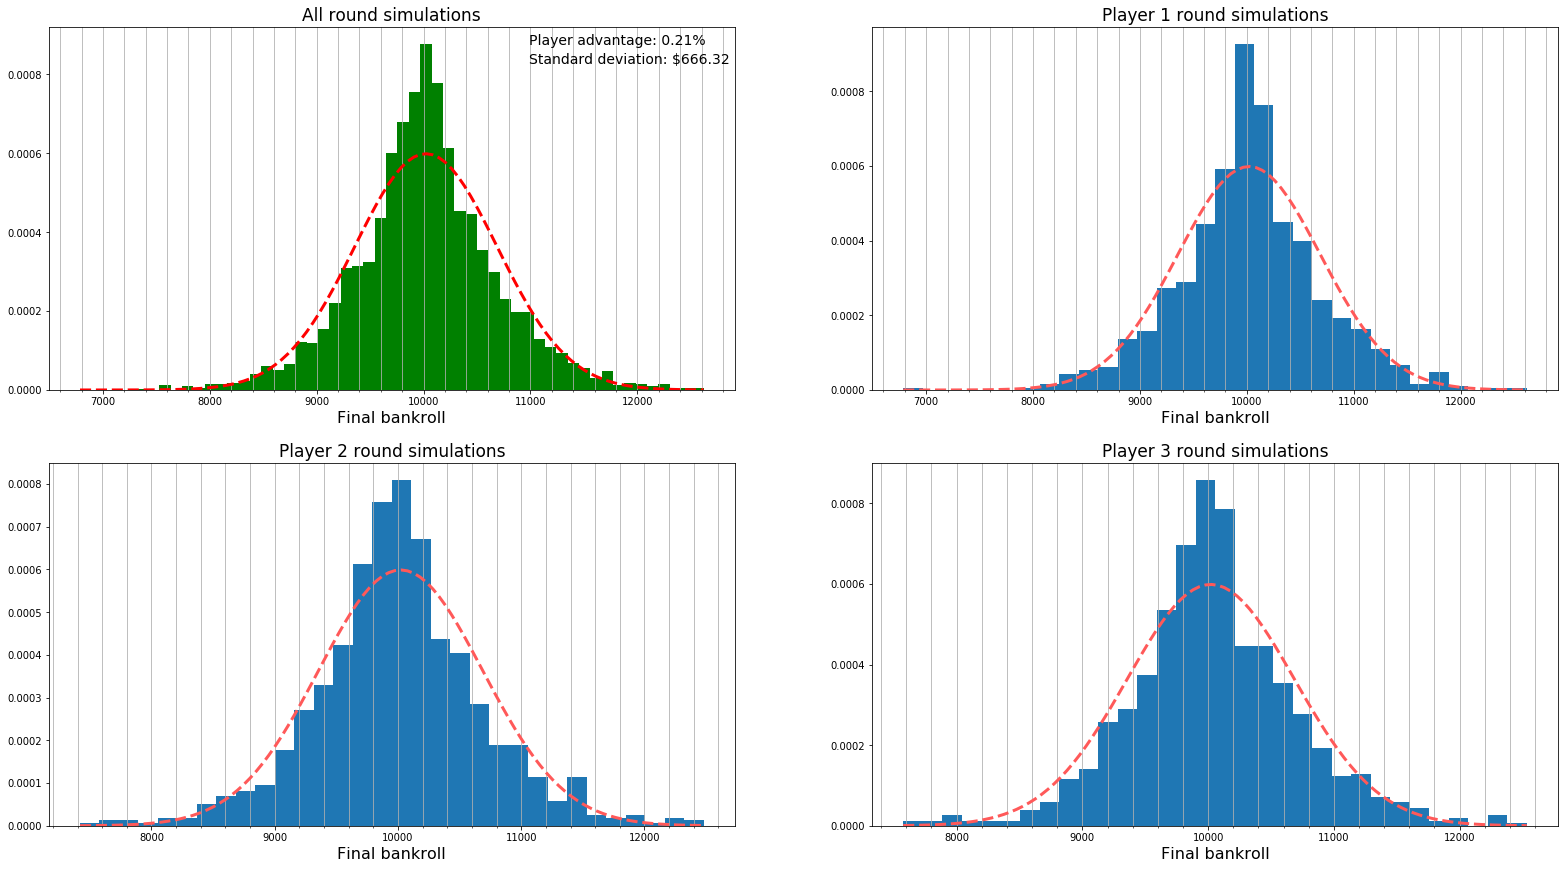 All round simulations
Player advantage: 0.21%
Standard deviation: $666.32
0.0008
0.0006
0.0004
0.0002
0.0000
7000 8000 9000 10000 11000 12000
Final bankroll
Player 1 round simulations
0.0008
0.0006
0.0004
0.0002
0.0000
7000 8000 9000 10000 11000 12000
Final bankroll
Player 2 round simulations
0.0008
0.0007
0.0006
0.0005
0.0004
0.0003
0.0002
0.0001
0.0000
8000 9000 10000 11000 12000
Final bankroll
Player 3 round simulations
0.0008
0.0006
0.0004
0.0002
0.0000
8000 9000 10000 11000 12000
Final bankroll